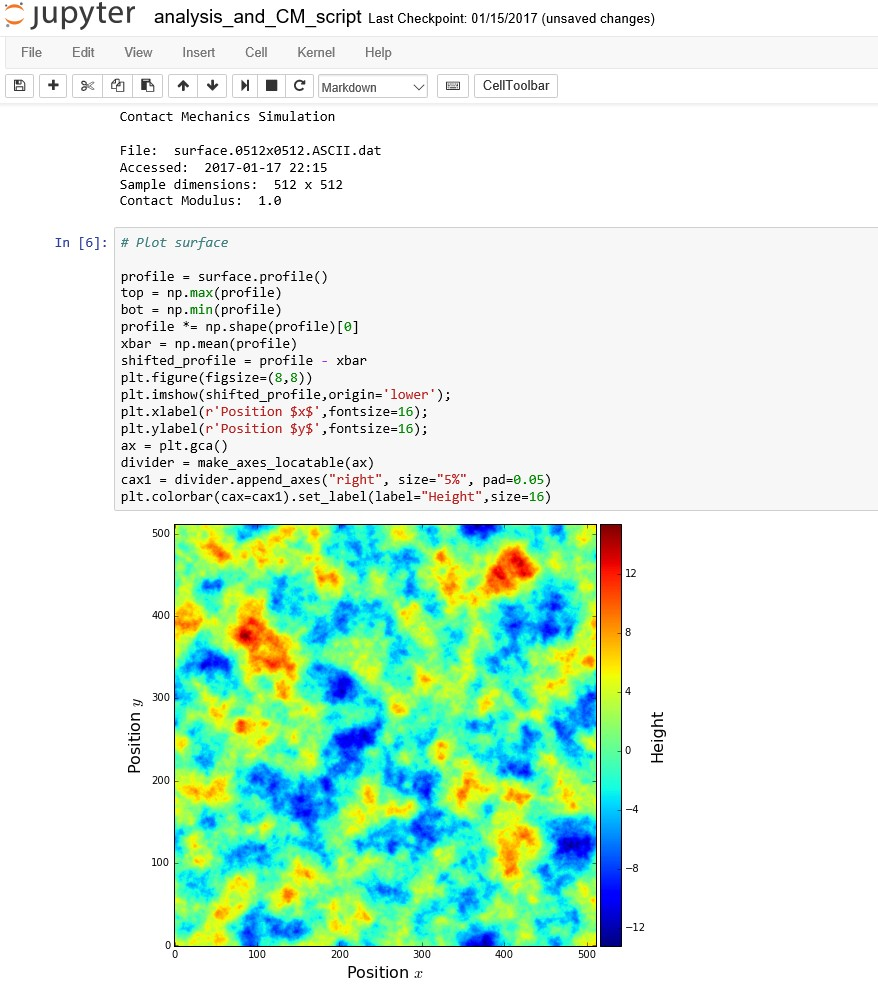 jupyter analysis_and_CM_script Last Checkpoint: 01/15/2017 (unsaved changes)
File Edit View Insert Cell Kernel Help
Markdown CellToolbar
Contact Mechanics Simulation
File:  surface.0512x0512.ASCII.dat
Accessed:  2017-01-17 22:15
Sample dimensions:  512 x 512
Contact Modulus:  1.0
In [6]: # Plot surface
profile = surface.profile()
top = np.max(profile)
bot = np.min(profile)
profile *= np.shape(profile)[0]
xbar = np.mean(profile)
shifted_profile = profile - xbar
plt.figure(figsize=(8,8))
plt.imshow(shifted_profile,origin='lower');
plt.xlabel(r'Position $x$',fontsize=16);
plt.ylabel(r'Position $y$',fontsize=16);
ax = plt.gca()
divider = make_axes_locatable(ax)
cax1 = divider.append_axes("right", size="5%", pad=0.05)
plt.colorbar(cax=cax1).set_label(label="Height",size=16)
500
400
300
200
100
0
Position y
0 100 200 300 400 500
Position x
12
8
4
0
−4
−8
−12
Height